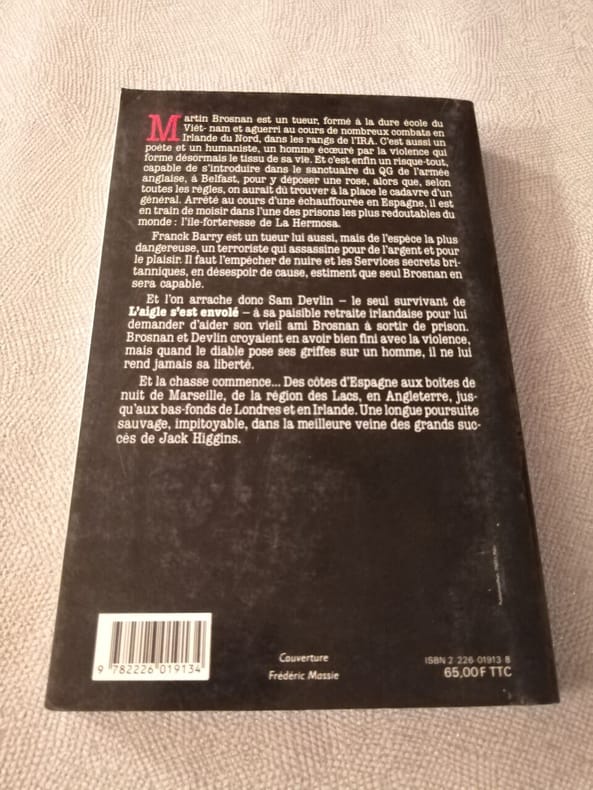 Martin Brosnan est un tueur, formé à la dure école du
Viêt- nam et aguerri au cours de nombreux combats en
Irlande du Nord, dans les rangs de l'IRA. C'est aussi un
poète et un humaniste, un homme écœuré par la violence qui
forme désormais le tissu de sa vie. Et c'est enfin un risque-tout,
capable de s'introduire dans le sanctuaire du QG de l'armée
anglaise, à Belfast, pour y déposer une rose, alors que, selon
toutes les règles, on aurait dû trouver à la place le cadavre d'un
général. Arrêté au cours d'une échauffourée en Espagne, il est
en train de moisir dans l'une des prisons les plus redoutables du
monde : l'île-forteresse de La Hermosa.
Franck Barry est un tueur lui aussi, mais de l'espèce la plus
dangereuse, un terroriste qui assassine pour de l'argent et pour
le plaisir. Il faut l'empêcher de nuire et les Services secrets bri-
tanniques, en désespoir de cause, estiment que seul Brosnan en
sera capable.
Et l'on arrache donc Sam Devlin – le seul survivant de
L'aigle s'est envolé – à sa paisible retraite irlandaise pour lui
demander d'aider son vieil ami Brosnan à sortir de prison.
Brosnan et Devlin croyaient en avoir bien fini avec la violence,
mais quand le diable pose ses griffes sur un homme, il ne lui
rend jamais sa liberté.
Et la chasse commence... Des côtes d'Espagne aux boîtes de
nuit de Marseille, de la région des Lacs, en Angleterre, jus-
qu'aux bas-fonds de Londres et en Irlande. Une longue poursuite
sauvage, impitoyable, dans la meilleure veine des grands suc-
cès de Jack Higgins.
9 782226 019134
Couverture
Frédéric Massie
ISBN 2 226 01913 8
65,00 F TTC